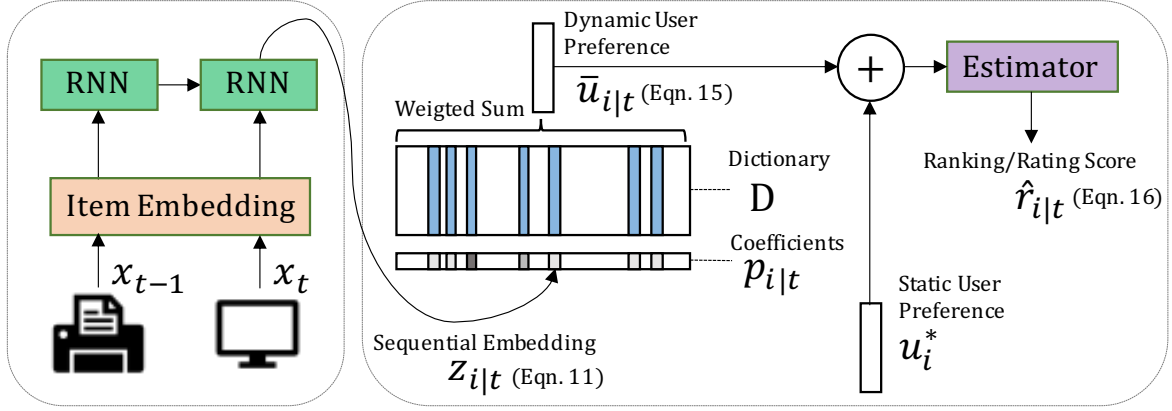 RNN
RNN
Item Embedding
x_{t−1}
x_t
Dynamic User
Preference
ū_{i|t} (Eqn. 15)
Weigted Sum
Dictionary
D
Coefficients
p_{i|t}
Sequential Embedding
z_{i|t} (Eqn. 11)
+
Estimator
Ranking/Rating Score
r̂_{i|t} (Eqn. 16)
Static User
Preference
u_i^*